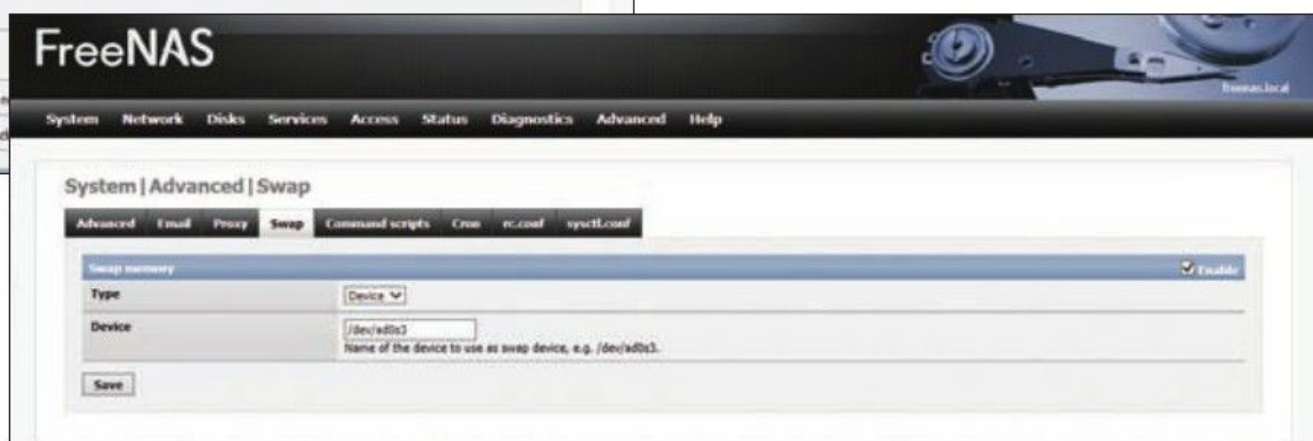 FreeNAS
freenas.local
System Network Disks Services Access Status Diagnostics Advanced Help
System | Advanced | Swap
Advanced Email Proxy Swap Command scripts Cron rc.conf sysctl.conf
Swap memory Enable
Type Device
Device /dev/ad0s3
Name of the device to use as swap device, e.g. /dev/ad0s3.
Save